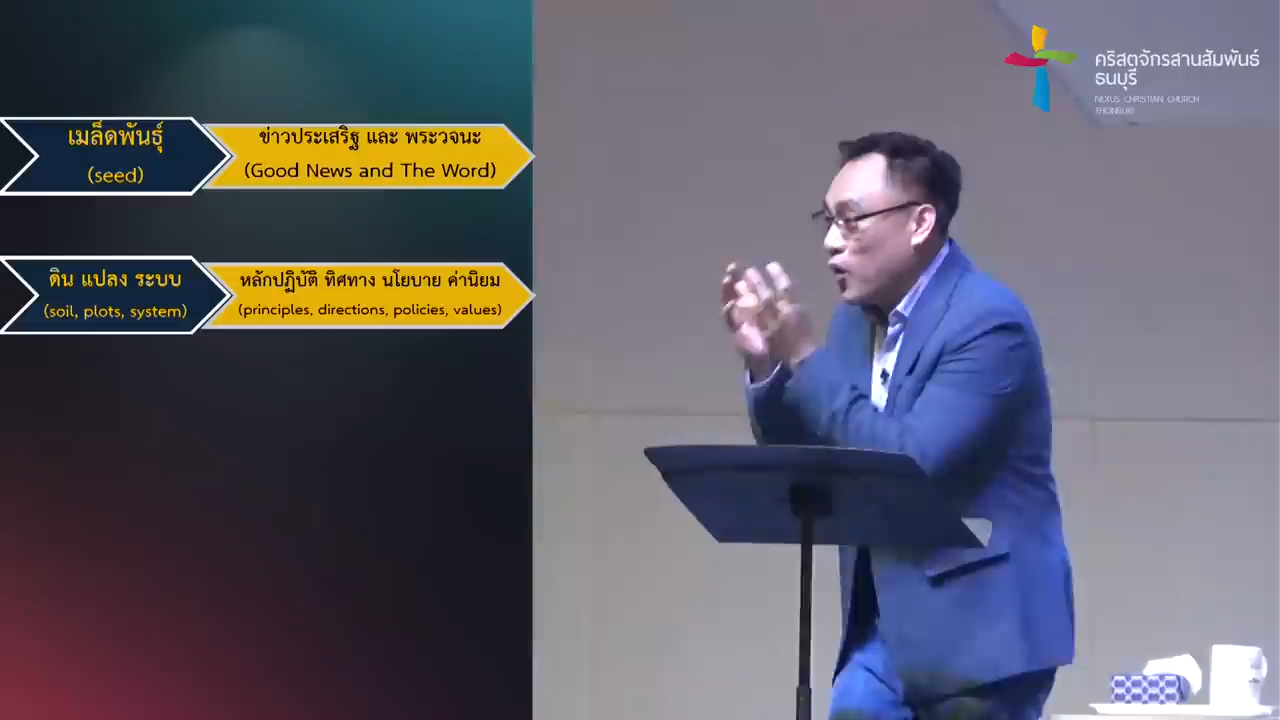 เมล็ดพันธุ์
(seed)
ข่าวประเสริฐ และ พระวจนะ
(Good News and The Word)
ดิน แปลง ระบบ
(soil, plots, system)
หลักปฏิบัติ ทิศทาง นโยบาย ค่านิยม
(principles, directions, policies, values)
คริสตจักรสานสัมพันธ์
ธนบุรี
NEXUS CHRISTIAN CHURCH
THONBURI